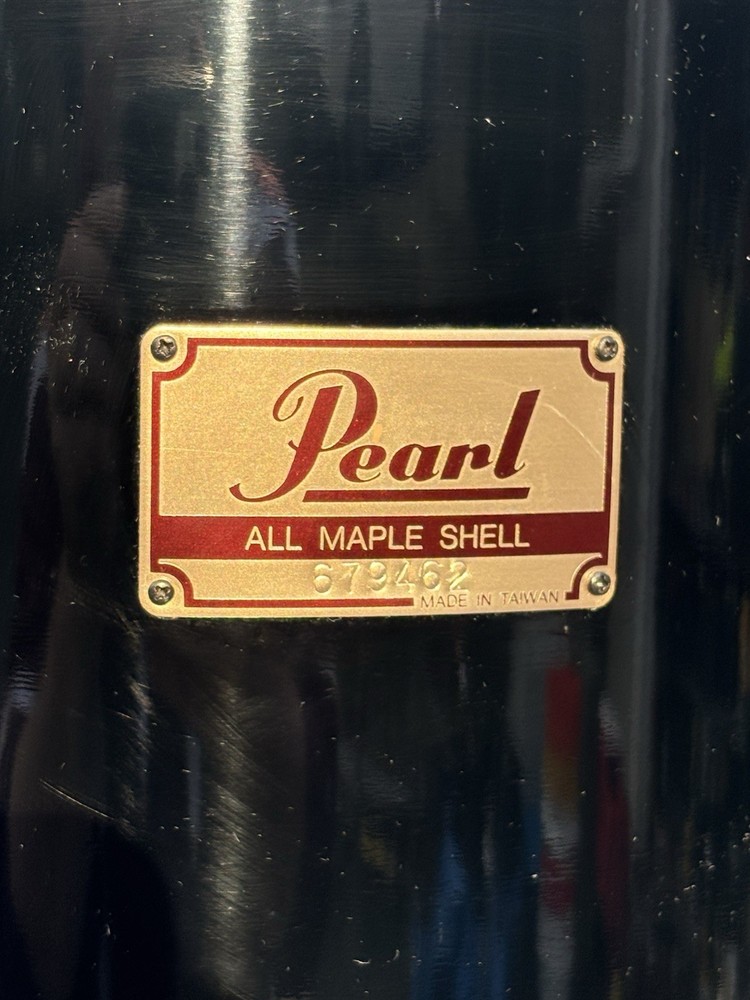 Pearl
ALL MAPLE SHELL
679462
MADE IN TAIWAN